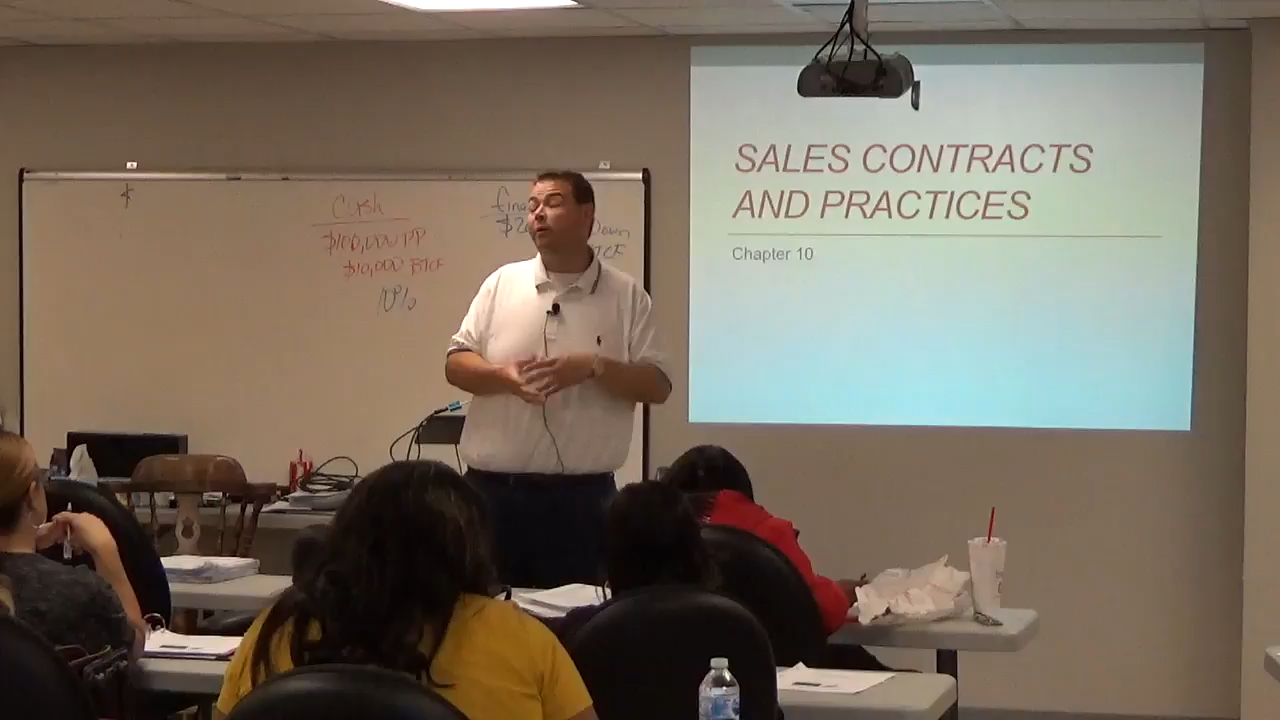 $
Cash
$100,000 PP
$10,000 BTCF
10%
Down
SALES CONTRACTS
AND PRACTICES
Chapter 10